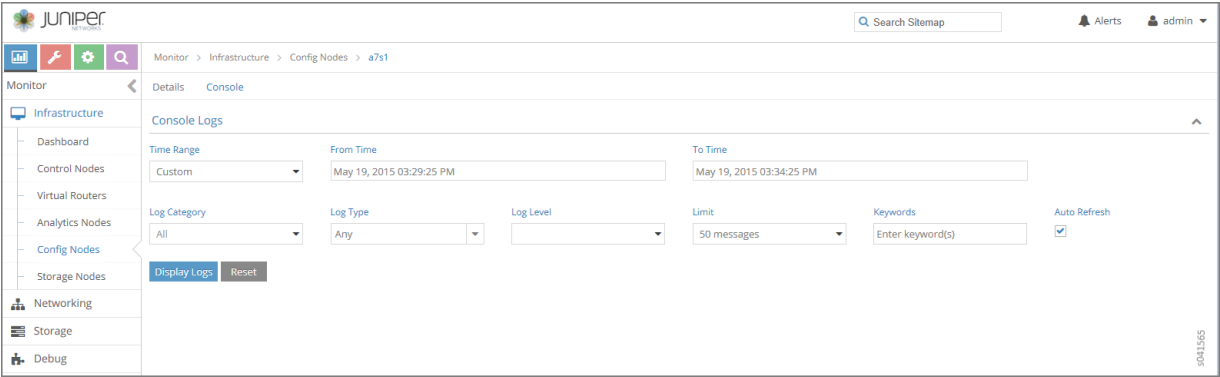 JUNIPER
NETWORKS
Search Sitemap
Alerts
admin
Monitor > Infrastructure > Config Nodes > a7s1
Monitor
Details Console
Infrastructure
Dashboard
Control Nodes
Virtual Routers
Analytics Nodes
Config Nodes
Storage Nodes
Networking
Storage
Debug
Console Logs
Time Range From Time To Time
Custom May 19, 2015 03:29:25 PM May 19, 2015 03:34:25 PM
Log Category Log Type Log Level Limit Keywords Auto Refresh
All Any 50 messages Enter keyword(s)
Display Logs Reset
s041565